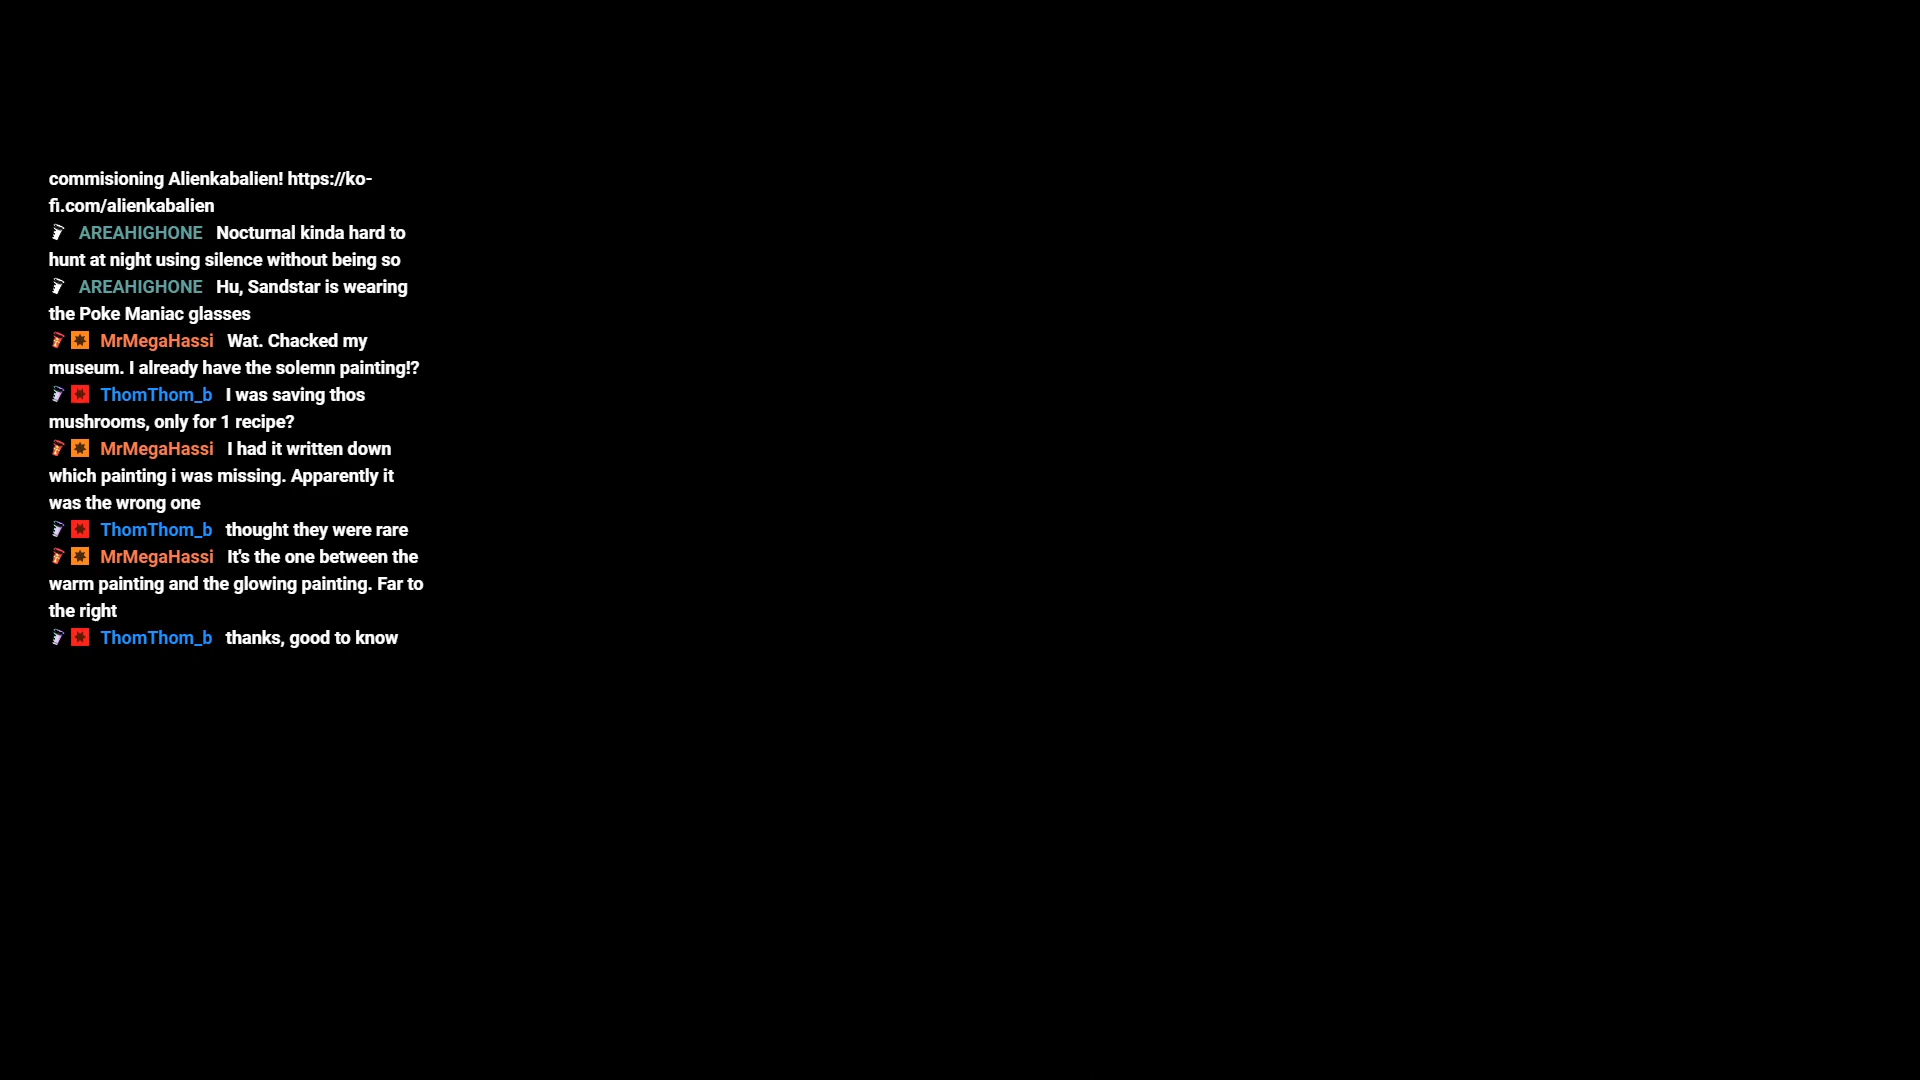 commisioning Alienkabalien! https://ko-
fi.com/alienkabalien
AREAHIGHONE Nocturnal kinda hard to
hunt at night using silence without being so
AREAHIGHONE Hu, Sandstar is wearing
the Poke Maniac glasses
MrMegaHassi Wat. Chacked my
museum. I already have the solemn painting!?
ThomThom_b I was saving thos
mushrooms, only for 1 recipe?
MrMegaHassi I had it written down
which painting i was missing. Apparently it
was the wrong one
ThomThom_b thought they were rare
MrMegaHassi It's the one between the
warm painting and the glowing painting. Far to
the right
ThomThom_b thanks, good to know